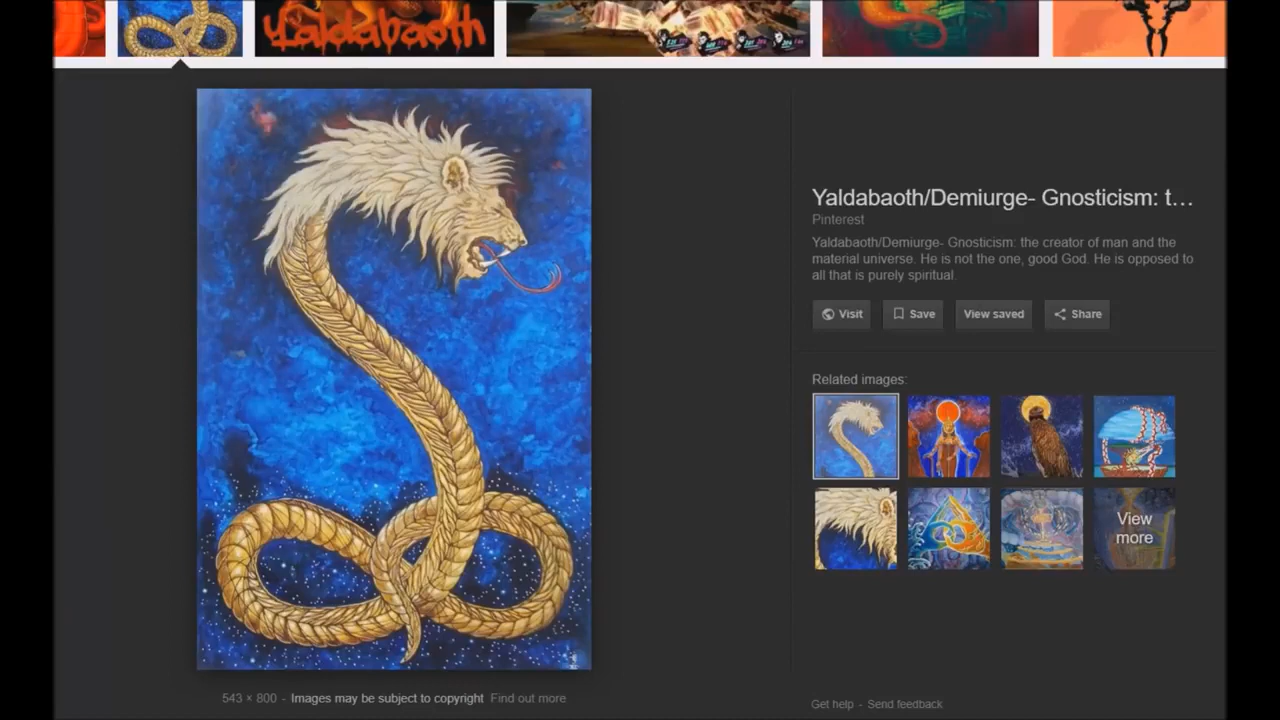 Yaldabaoth
Yaldabaoth/Demiurge- Gnosticism: t...
Pinterest
Yaldabaoth/Demiurge- Gnosticism: the creator of man and the
material universe. He is not the one, good God. He is opposed to
all that is purely spiritual.
Visit Save View saved Share
Related images:
View
more
543 × 800 - Images may be subject to copyright Find out more
Get help - Send feedback